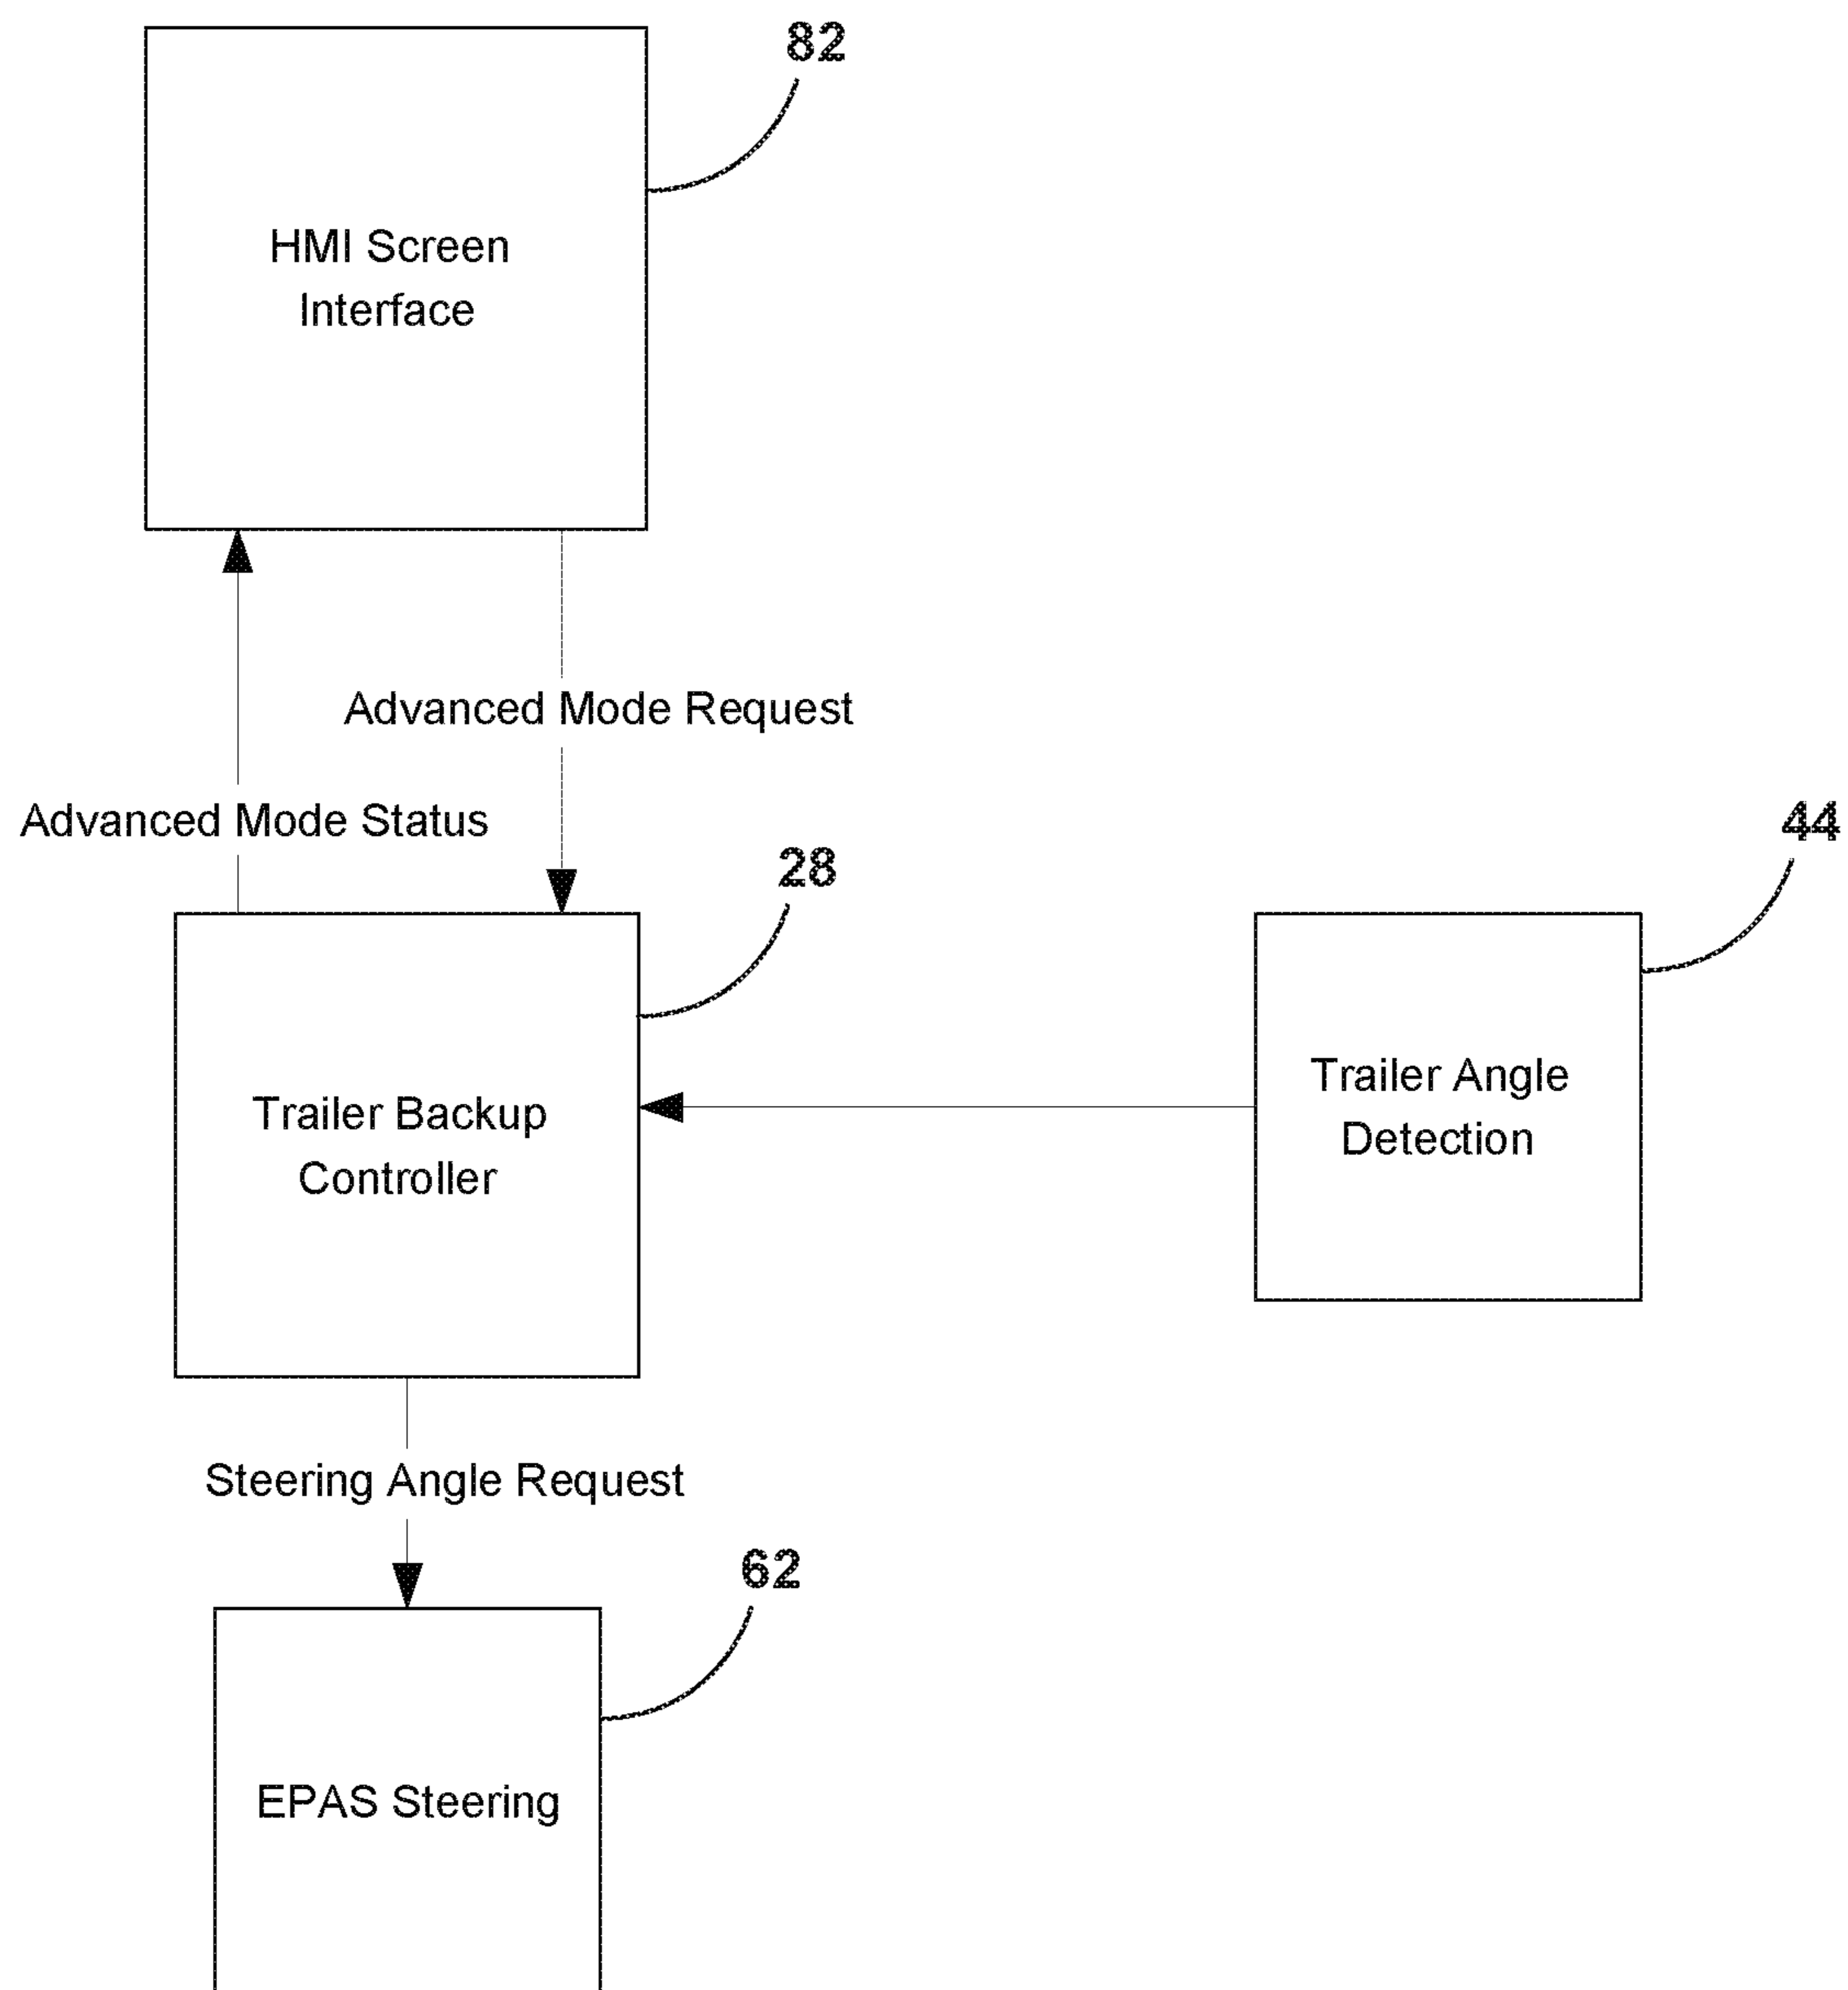 82
HMI Screen
Interface
Advanced Mode Request
Advanced Mode Status
44
28
Trailer Angle
Detection
Trailer Backup
Controller
Steering Angle Request
62
EPAS Steering